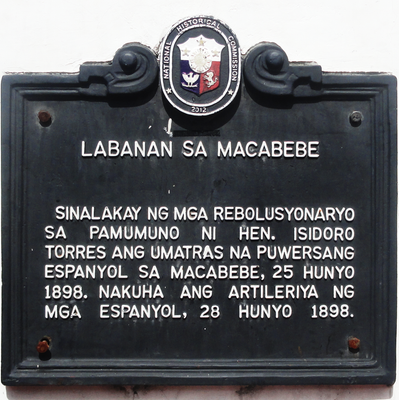 NATIONAL HISTORICAL COMMISSION
2012
LABANAN SA MACABEBE
SINALAKAY NG MGA REBOLUSYONARYO
SA PAMUMUNO NI HEN. ISIDORO
TORRES ANG UMATRAS NA PUWERSANG
ESPANYOL SA MACABEBE, 25 HUNYO
1898. NAKUHA ANG ARTILERIYA NG
MGA ESPANYOL, 28 HUNYO 1898.